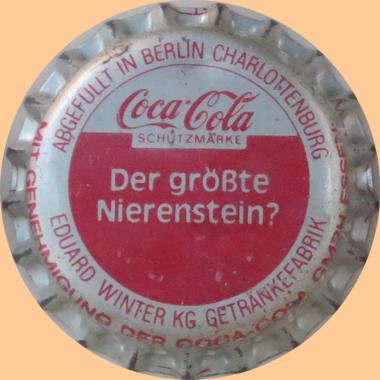 ABGEFÜLLT IN BERLIN CHARLOTTENBURG
Coca-Cola
SCHUTZMARKE
Der größte
Nierenstein?
EDUARD WINTER KG. GETRÄNKEFABRIK
MIT GENEHMIGUNG DER COCA-COLA GMBH ESSEN